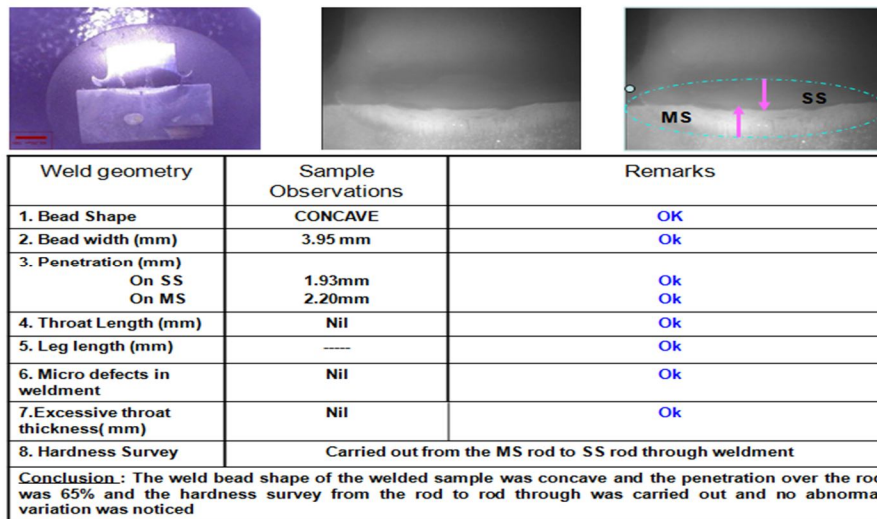 SS
MS
Weld geometry Sample Remarks
Observations
1. Bead Shape CONCAVE OK
2. Bead width (mm) 3.95 mm Ok
3. Penetration (mm)
On SS 1.93mm Ok
On MS 2.20mm Ok
4. Throat Length (mm) Nil Ok
5. Leg length (mm) ----- Ok
6. Micro defects in Nil Ok
weldment
7.Excessive throat Nil Ok
thickness( mm)
8. Hardness Survey Carried out from the MS rod to SS rod through weldment
Conclusion : The weld bead shape of the welded sample was concave and the penetration over the rod
was 65% and the hardness survey from the rod to rod through was carried out and no abnorma
variation was noticed